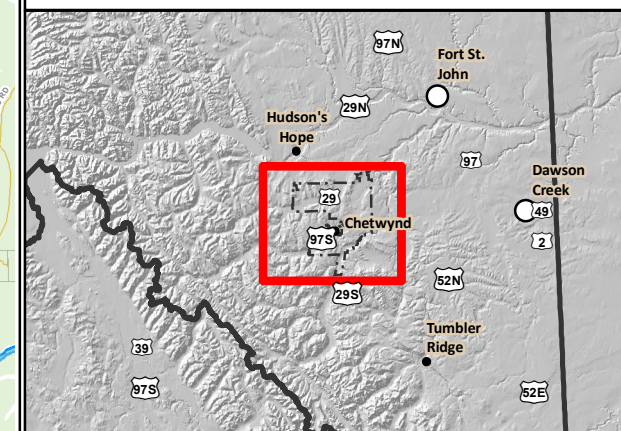 97N
Fort St.
John
29N
Hudson's
Hope
97
Dawson
Creek
29
49
Chetwynd
97S
2
52N
29S
Tumbler
Ridge
39
97S
52E